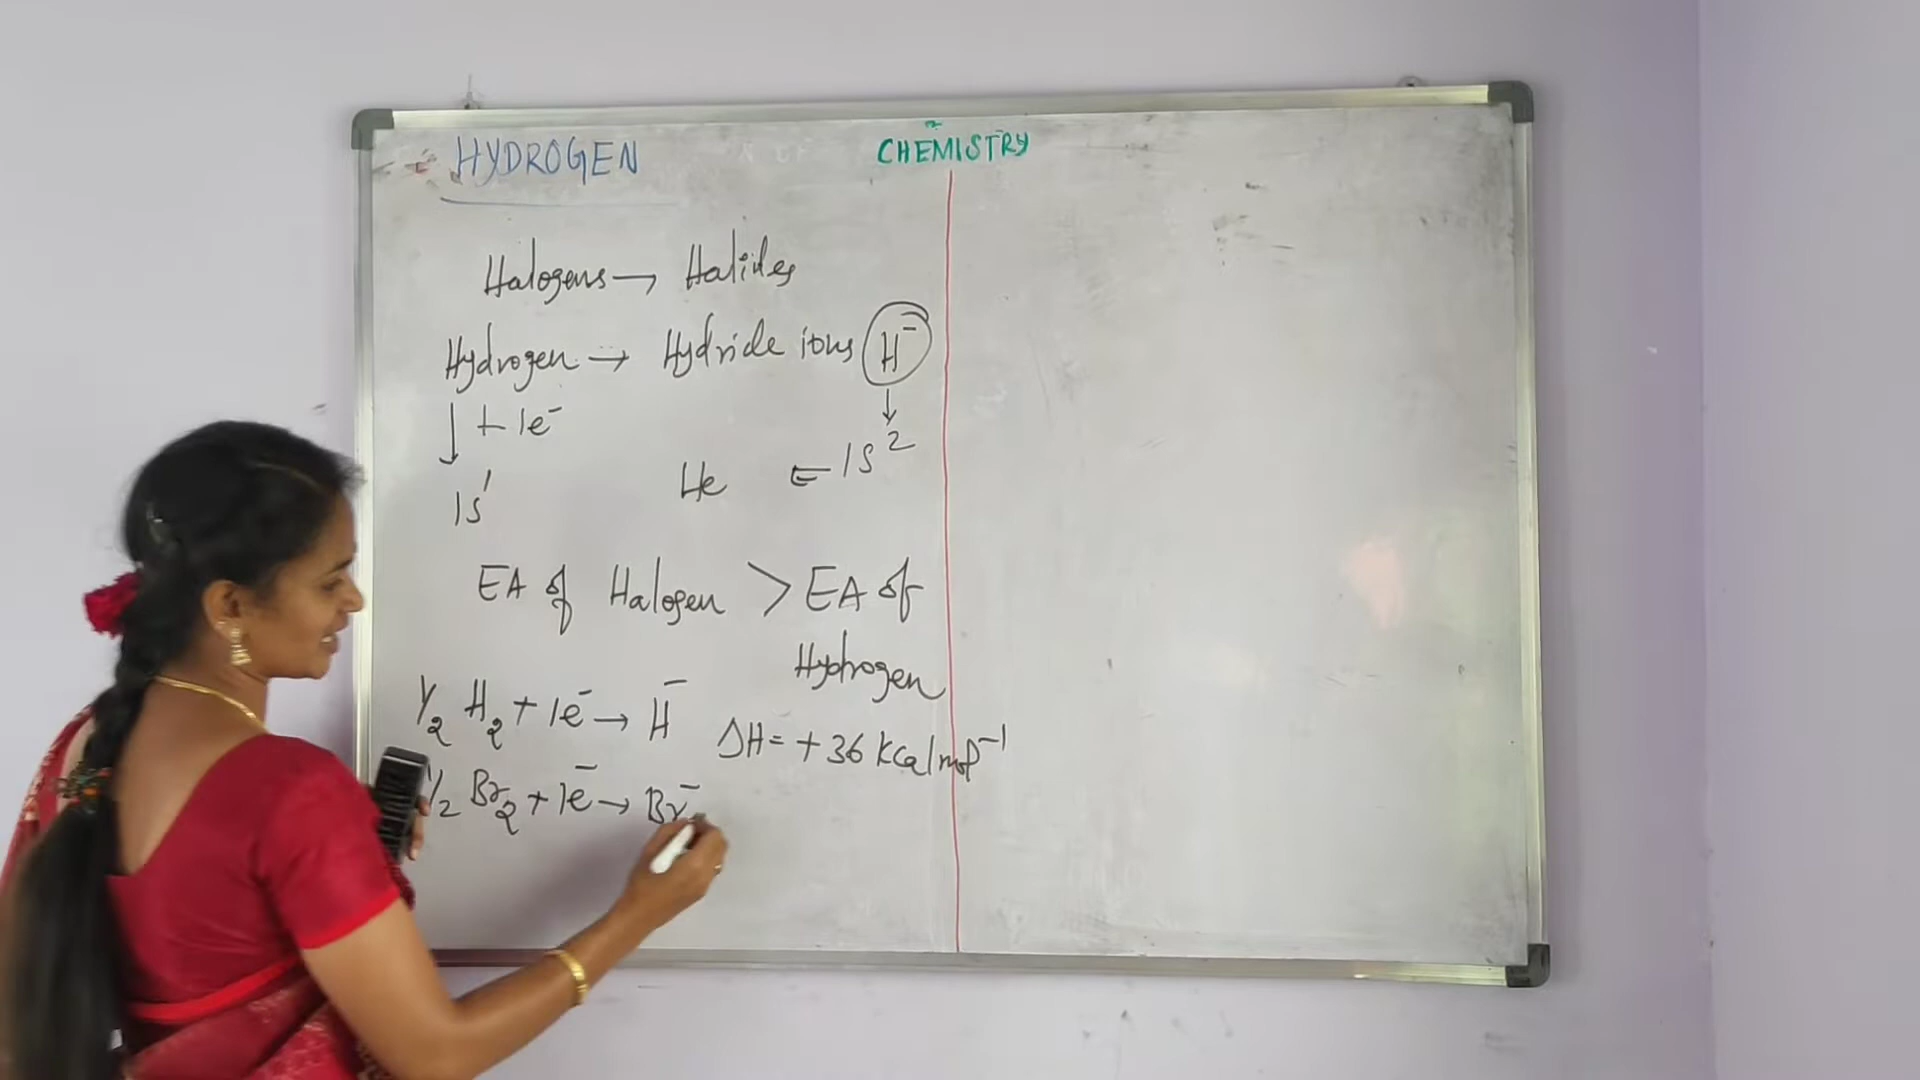 HYDROGEN
CHEMISTRY
Halogens → Halides
Hydrogen → Hydride ions H⁻
↓ + 1e⁻ ↓
1s¹ He = 1s²
EA of Halogen > EA of
Hydrogen
1/2 H₂ + 1e⁻ → H⁻ ΔH = + 36 kcal mol⁻¹
1/2 Br₂ + 1e⁻ → Br⁻